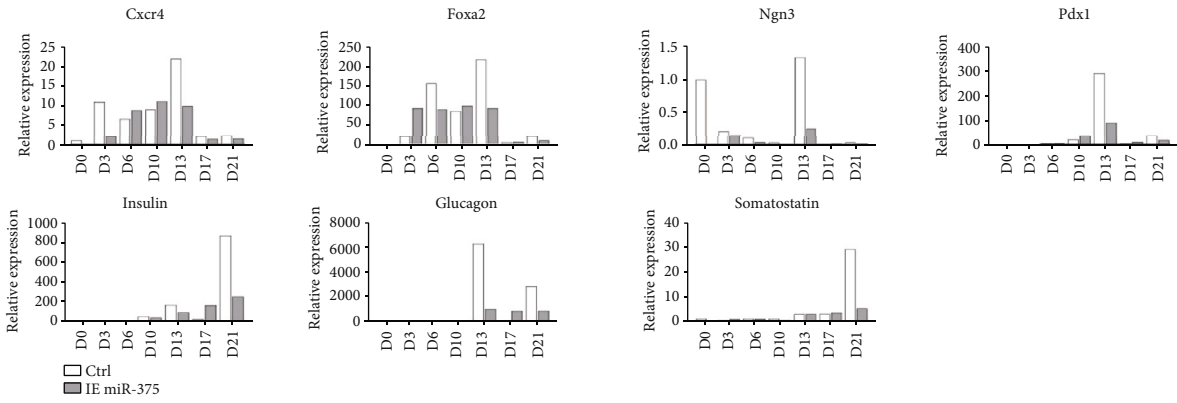 Cxcr4
Relative expression
25
20
15
10
5
0
D0 D3 D6 D10 D13 D17 D21
Foxa2
Relative expression
250
200
150
100
50
0
D0 D3 D6 D10 D13 D17 D21
Ngn3
Relative expression
1.5
1.0
0.5
0.0
D0 D3 D6 D10 D13 D17 D21
Pdx1
Relative expression
400
300
200
100
0
D0 D3 D6 D10 D13 D17 D21
Insulin
Relative expression
1000
800
600
400
200
0
D0 D3 D6 D10 D13 D17 D21
Glucagon
Relative expression
8000
6000
4000
2000
0
D0 D3 D6 D10 D13 D17 D21
Somatostatin
Relative expression
40
30
20
10
0
D0 D3 D6 D10 D13 D17 D21
Ctrl
IE miR-375